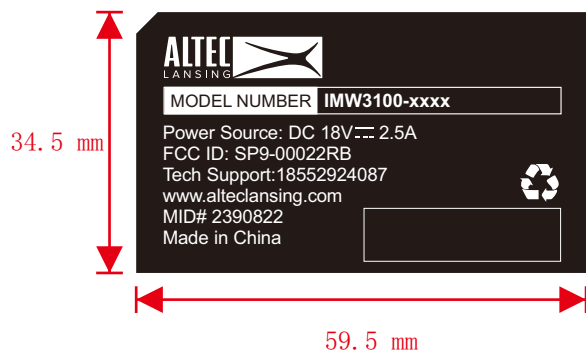 ALTEC
LANSING
MODEL NUMBER IMW3100-xxxx
Power Source: DC 18V⎓ 2.5A
FCC ID: SP9-00022RB
Tech Support:18552924087
www.alteclansing.com
MID# 2390822
Made in China
34.5 mm
59.5 mm